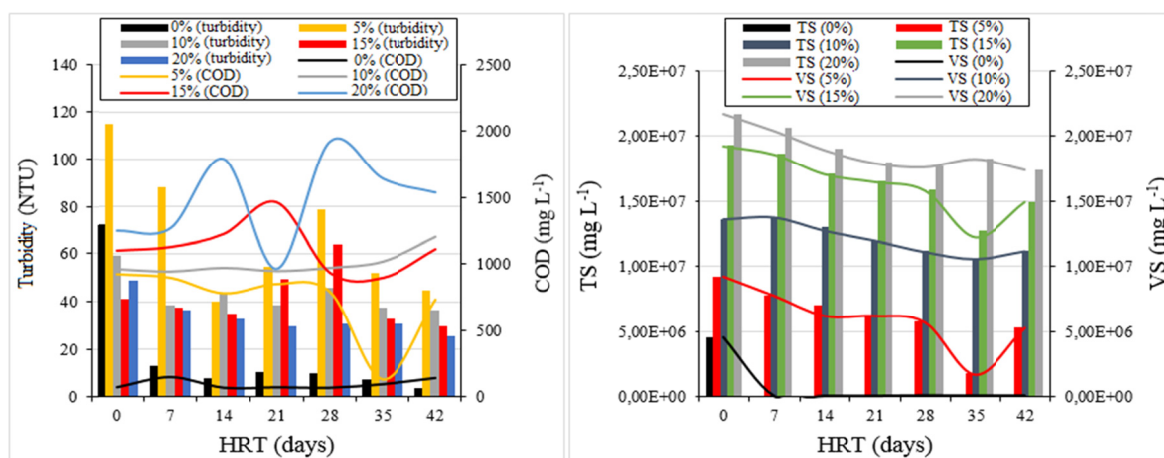 0% (turbidity) 5% (turbidity)
10% (turbidity) 15% (turbidity)
20% (turbidity) 0% (COD)
5% (COD) 10% (COD)
15% (COD) 20% (COD)
140
120
100
80
60
40
20
0
Turbidity (NTU)
2500
2000
1500
1000
500
0
COD (mg L-1)
0 7 14 21 28 35 42
HRT (days)
TS (0%) TS (5%)
TS (10%) TS (15%)
TS (20%) VS (0%)
VS (5%) VS (10%)
VS (15%) VS (20%)
2,50E+07
2,00E+07
1,50E+07
1,00E+07
5,00E+06
0,00E+00
TS (mg L-1)
2,50E+07
2,00E+07
1,50E+07
1,00E+07
5,00E+06
0,00E+00
VS (mg L-1)
0 7 14 21 28 35 42
HRT (days)